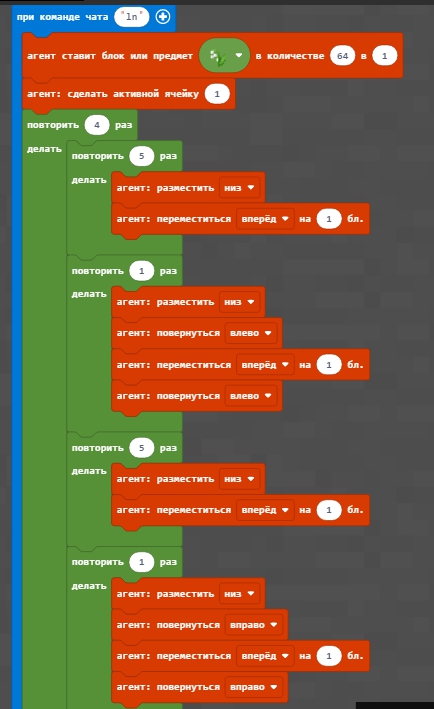 при команде чата "ln"
агент ставит блок или предмет в количестве 64 в 1
агент: сделать активной ячейку 1
повторить 4 раз
делать повторить 5 раз
делать агент: разместить низ
агент: переместиться вперёд на 1 бл.
повторить 1 раз
делать агент: разместить низ
агент: повернуться влево
агент: переместиться вперёд на 1 бл.
агент: повернуться влево
повторить 5 раз
делать агент: разместить низ
агент: переместиться вперёд на 1 бл.
повторить 1 раз
делать агент: разместить низ
агент: повернуться вправо
агент: переместиться вперёд на 1 бл.
агент: повернуться вправо